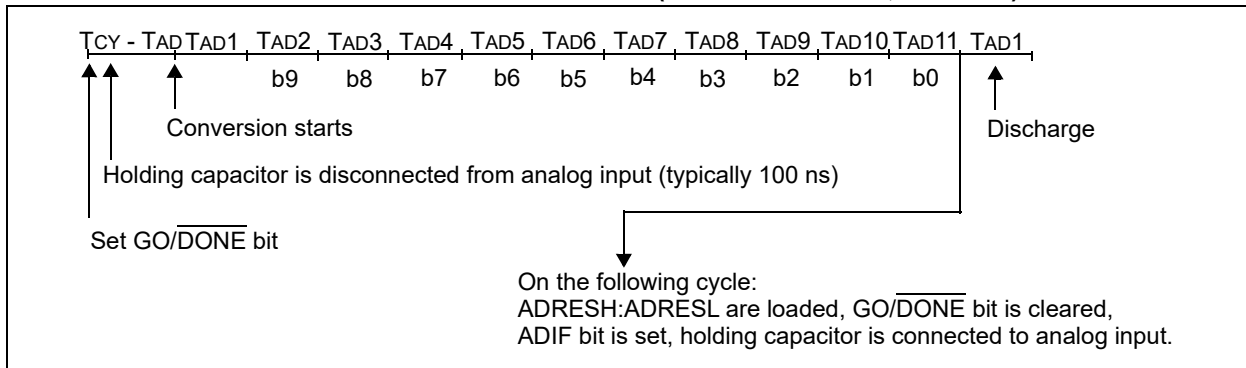 TCY - TAD TAD1 TAD2 TAD3 TAD4 TAD5 TAD6 TAD7 TAD8 TAD9 TAD10 TAD11 TAD1
b9 b8 b7 b6 b5 b4 b3 b2 b1 b0
Conversion starts
Discharge
Holding capacitor is disconnected from analog input (typically 100 ns)
Set GO/DONE bit
On the following cycle:
ADRESH:ADRESL are loaded, GO/DONE bit is cleared,
ADIF bit is set, holding capacitor is connected to analog input.